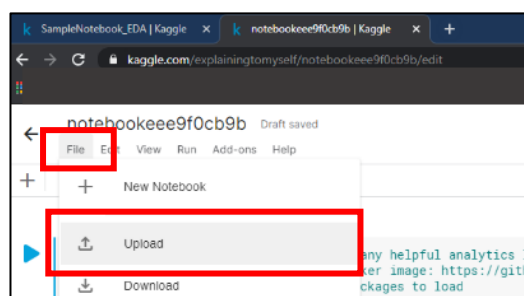 SampleNotebook_EDA | Kaggle
notebookeee9f0cb9b | Kaggle
kaggle.com/explainingtomyself/notebookeee9f0cb9b/edit
notebookeee9f0cb9b Draft saved
File Edit View Run Add-ons Help
New Notebook
Upload
any helpful analytics
ker image: https://git
Download
ckages to load